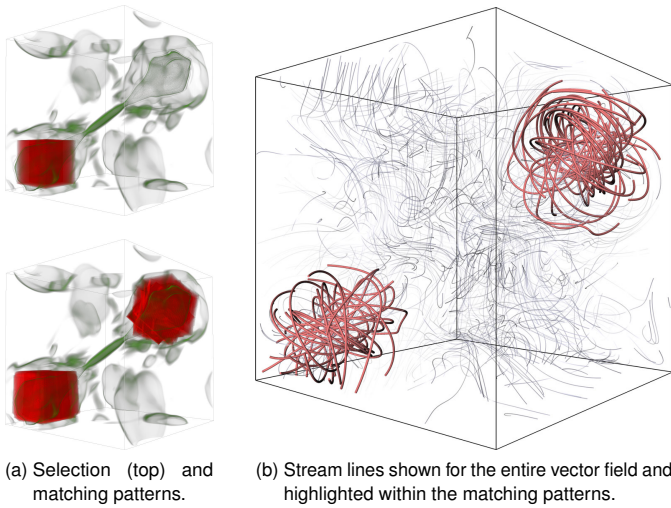 (a) Selection (top) and
matching patterns.
(b) Stream lines shown for the entire vector field and
highlighted within the matching patterns.